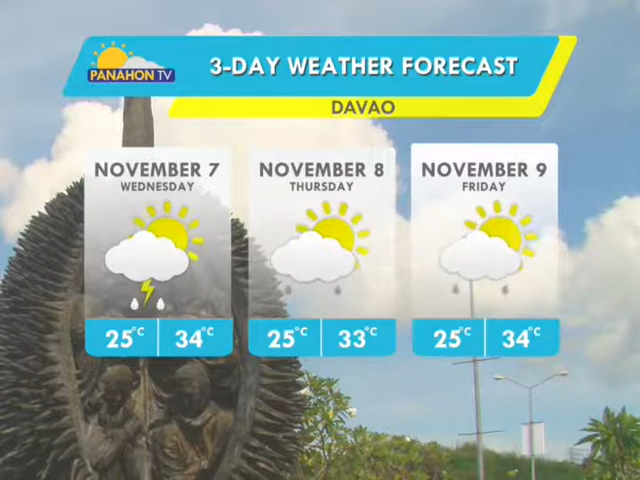 PANAHON TV
3-DAY WEATHER FORECAST
DAVAO
NOVEMBER 7
WEDNESDAY
25°C 34°C
NOVEMBER 8
THURSDAY
25°C 33°C
NOVEMBER 9
FRIDAY
25°C 34°C